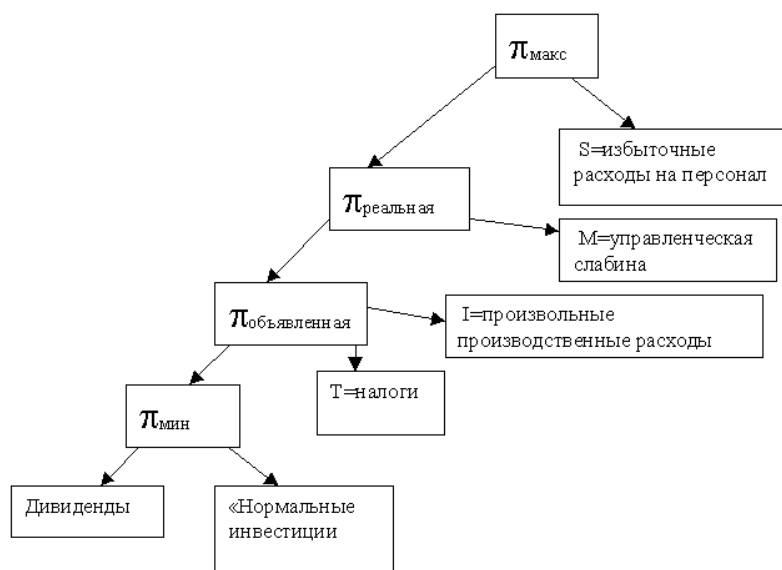 πмакс
S=избыточные
расходы на персонал
πреальная
M=управленческая
слабина
πобъявленная
I=произвольные
производственные расходы
T=налоги
πмин
Дивиденды
«Нормальные
инвестиции